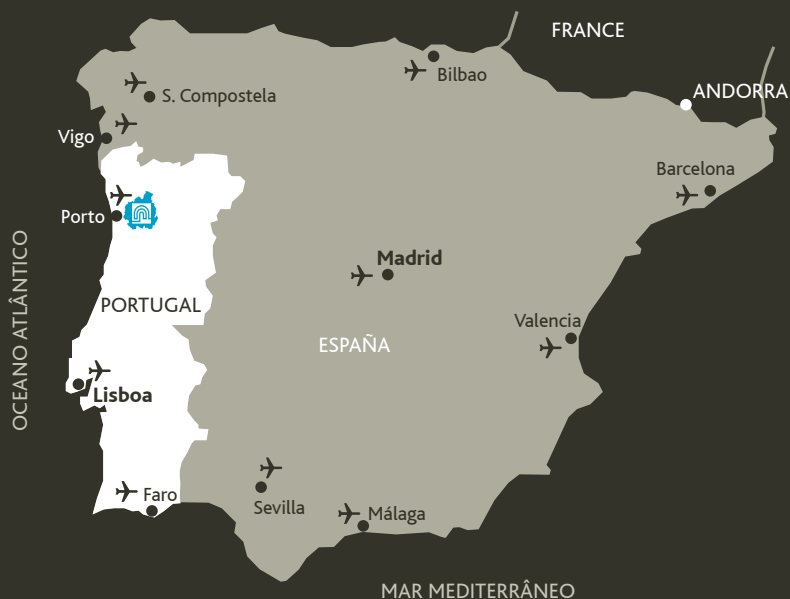 FRANCE
Bilbao
ANDORRA
S. Compostela
Vigo
Barcelona
Porto
Madrid
OCEANO ATLÂNTICO
PORTUGAL
Valencia
ESPAÑA
Lisboa
Faro
Sevilla
Málaga
MAR MEDITERRÂNEO